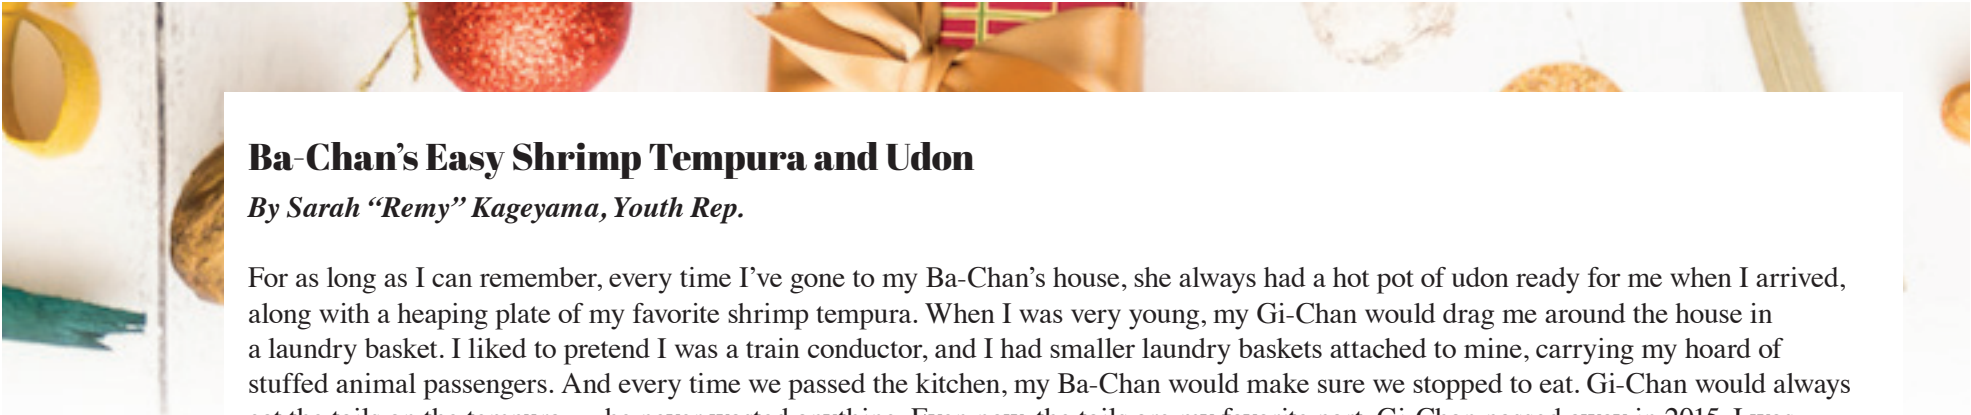 Ba-Chan’s Easy Shrimp Tempura and Udon
By Sarah “Remy” Kageyama, Youth Rep.
For as long as I can remember, every time I’ve gone to my Ba-Chan’s house, she always had a hot pot of udon ready for me when I arrived,
along with a heaping plate of my favorite shrimp tempura. When I was very young, my Gi-Chan would drag me around the house in
a laundry basket. I liked to pretend I was a train conductor, and I had smaller laundry baskets attached to mine, carrying my hoard of
stuffed animal passengers. And every time we passed the kitchen, my Ba-Chan would make sure we stopped to eat. Gi-Chan would always